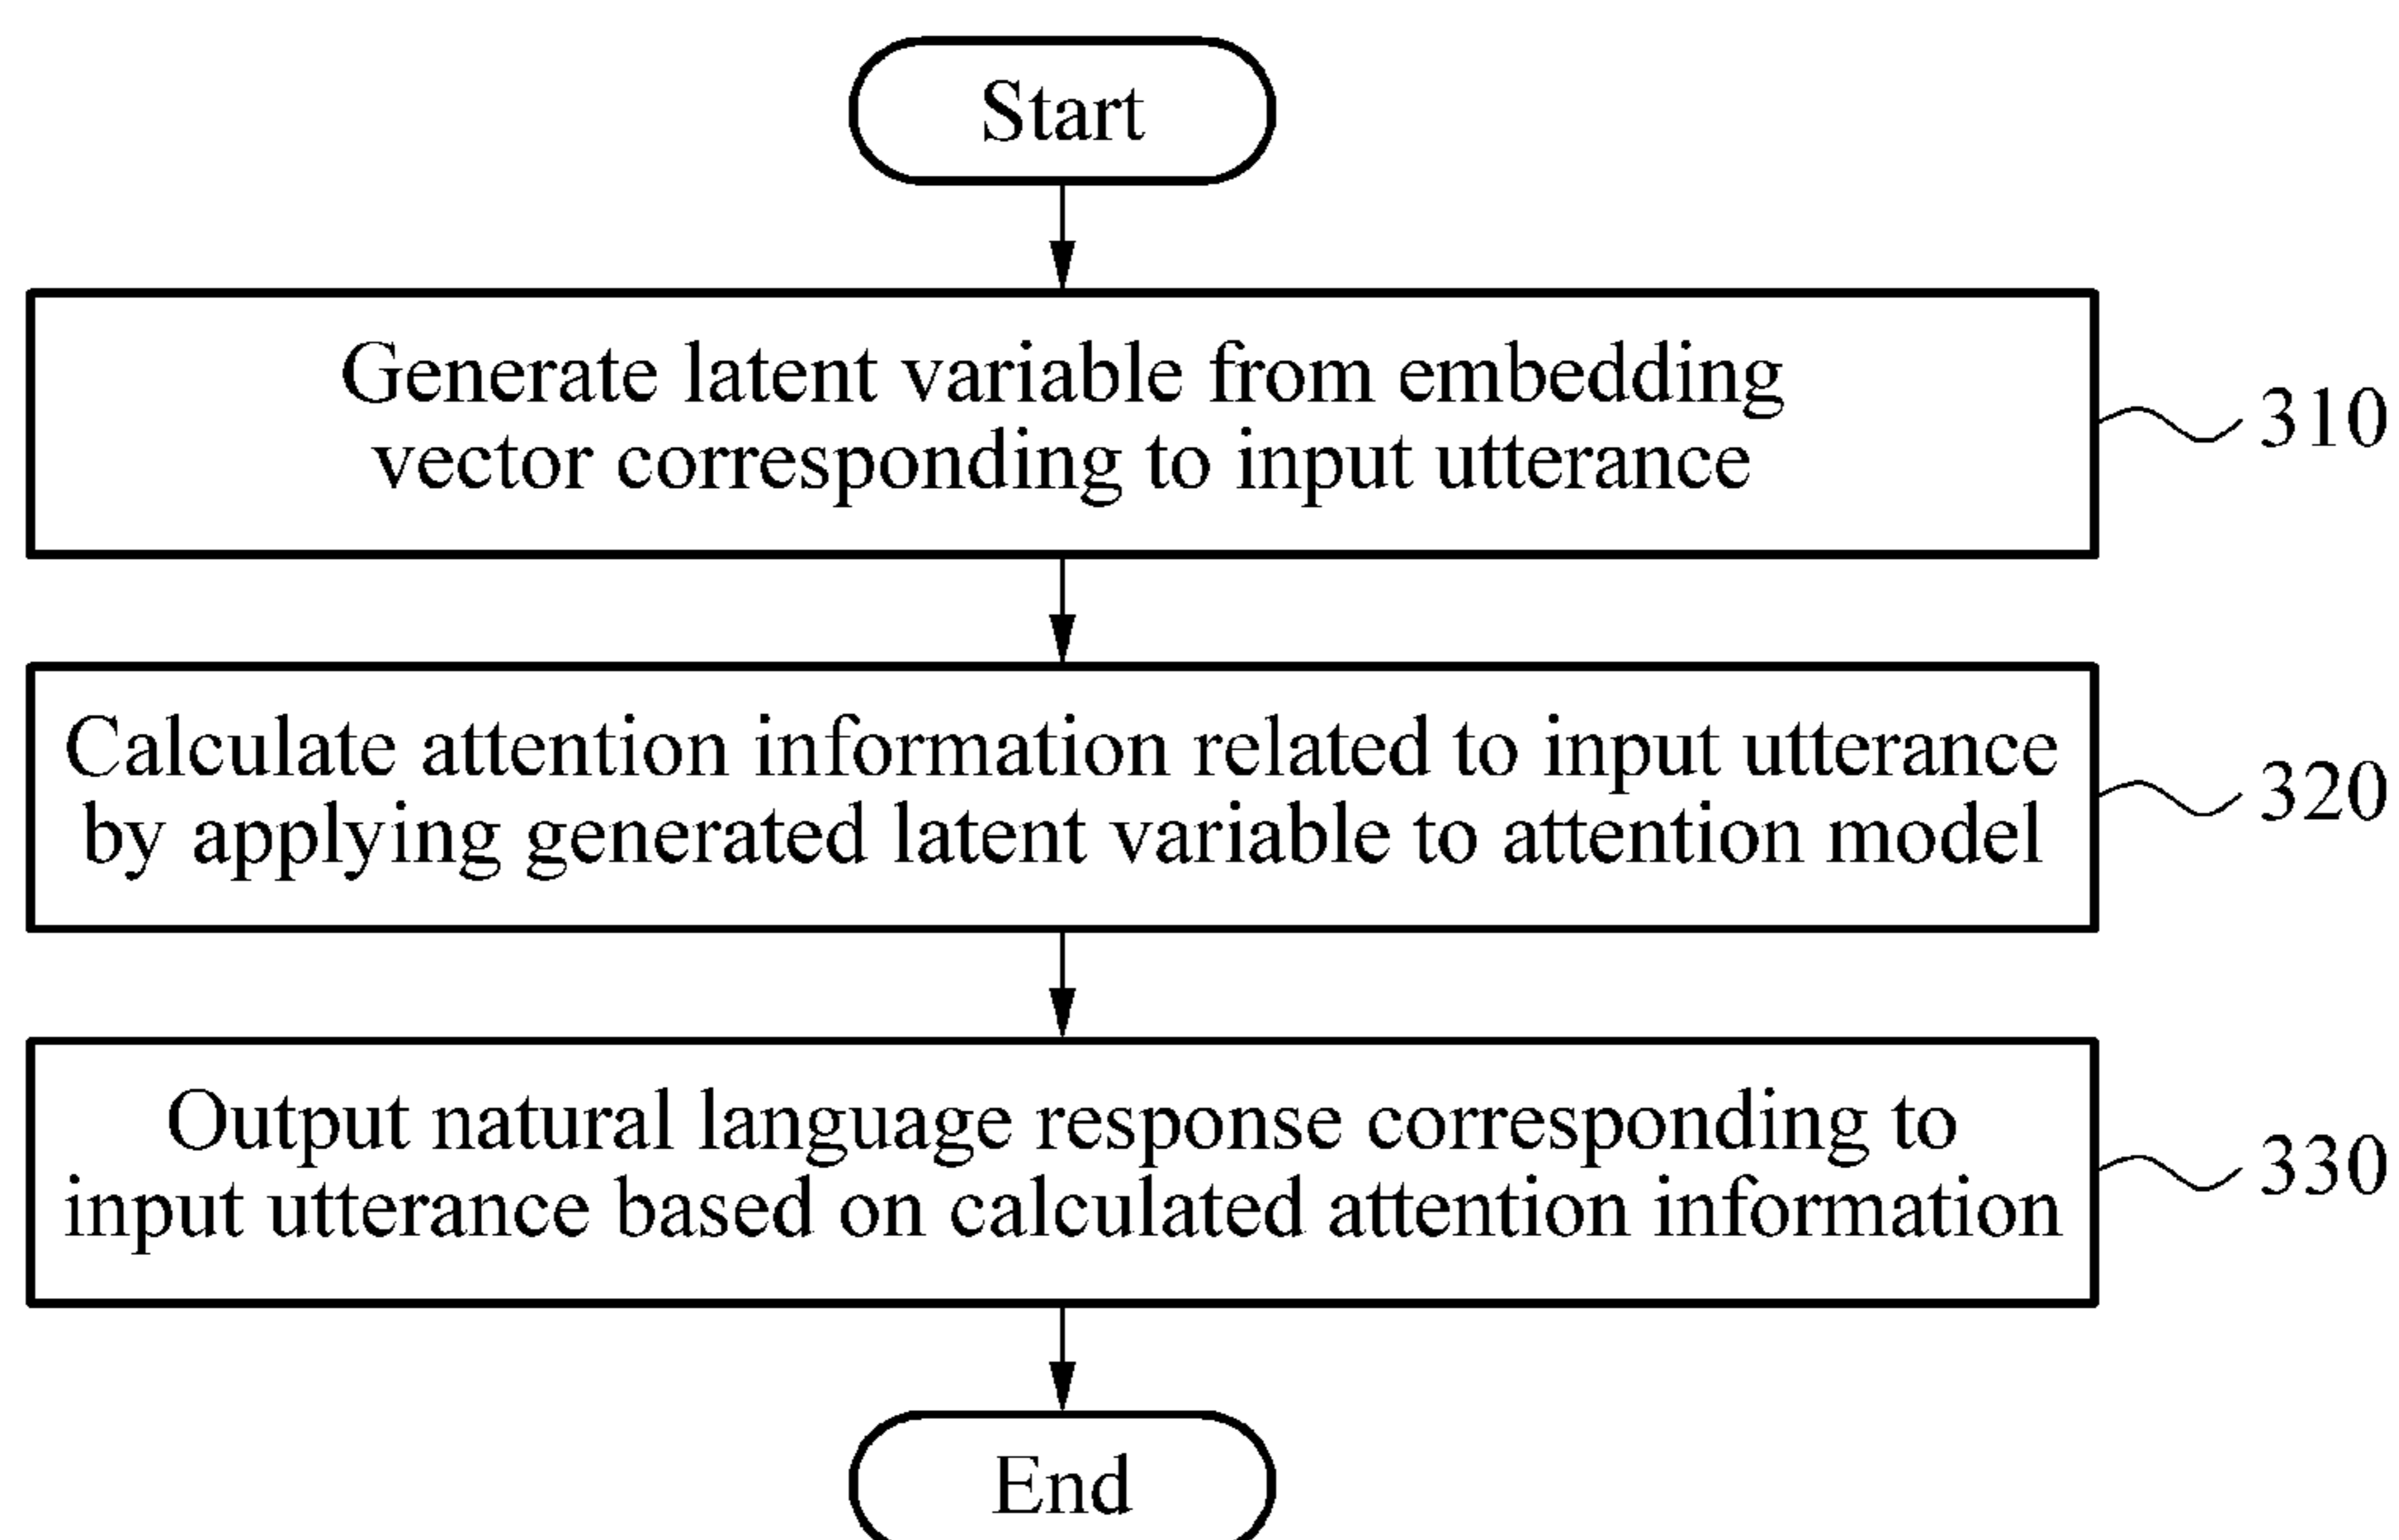 Start
Generate latent variable from embedding
vector corresponding to input utterance
310
Calculate attention information related to input utterance
by applying generated latent variable to attention model
320
Output natural language response corresponding to
input utterance based on calculated attention information
330
End